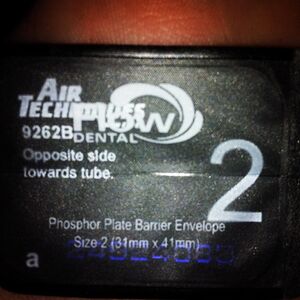 AIR
TECHNIQUES
FLOW
9262B
DENTAL
Opposite side
towards tube.
2
Phosphor Plate Barrier Envelope
Size 2 (31mm x 41mm)
a